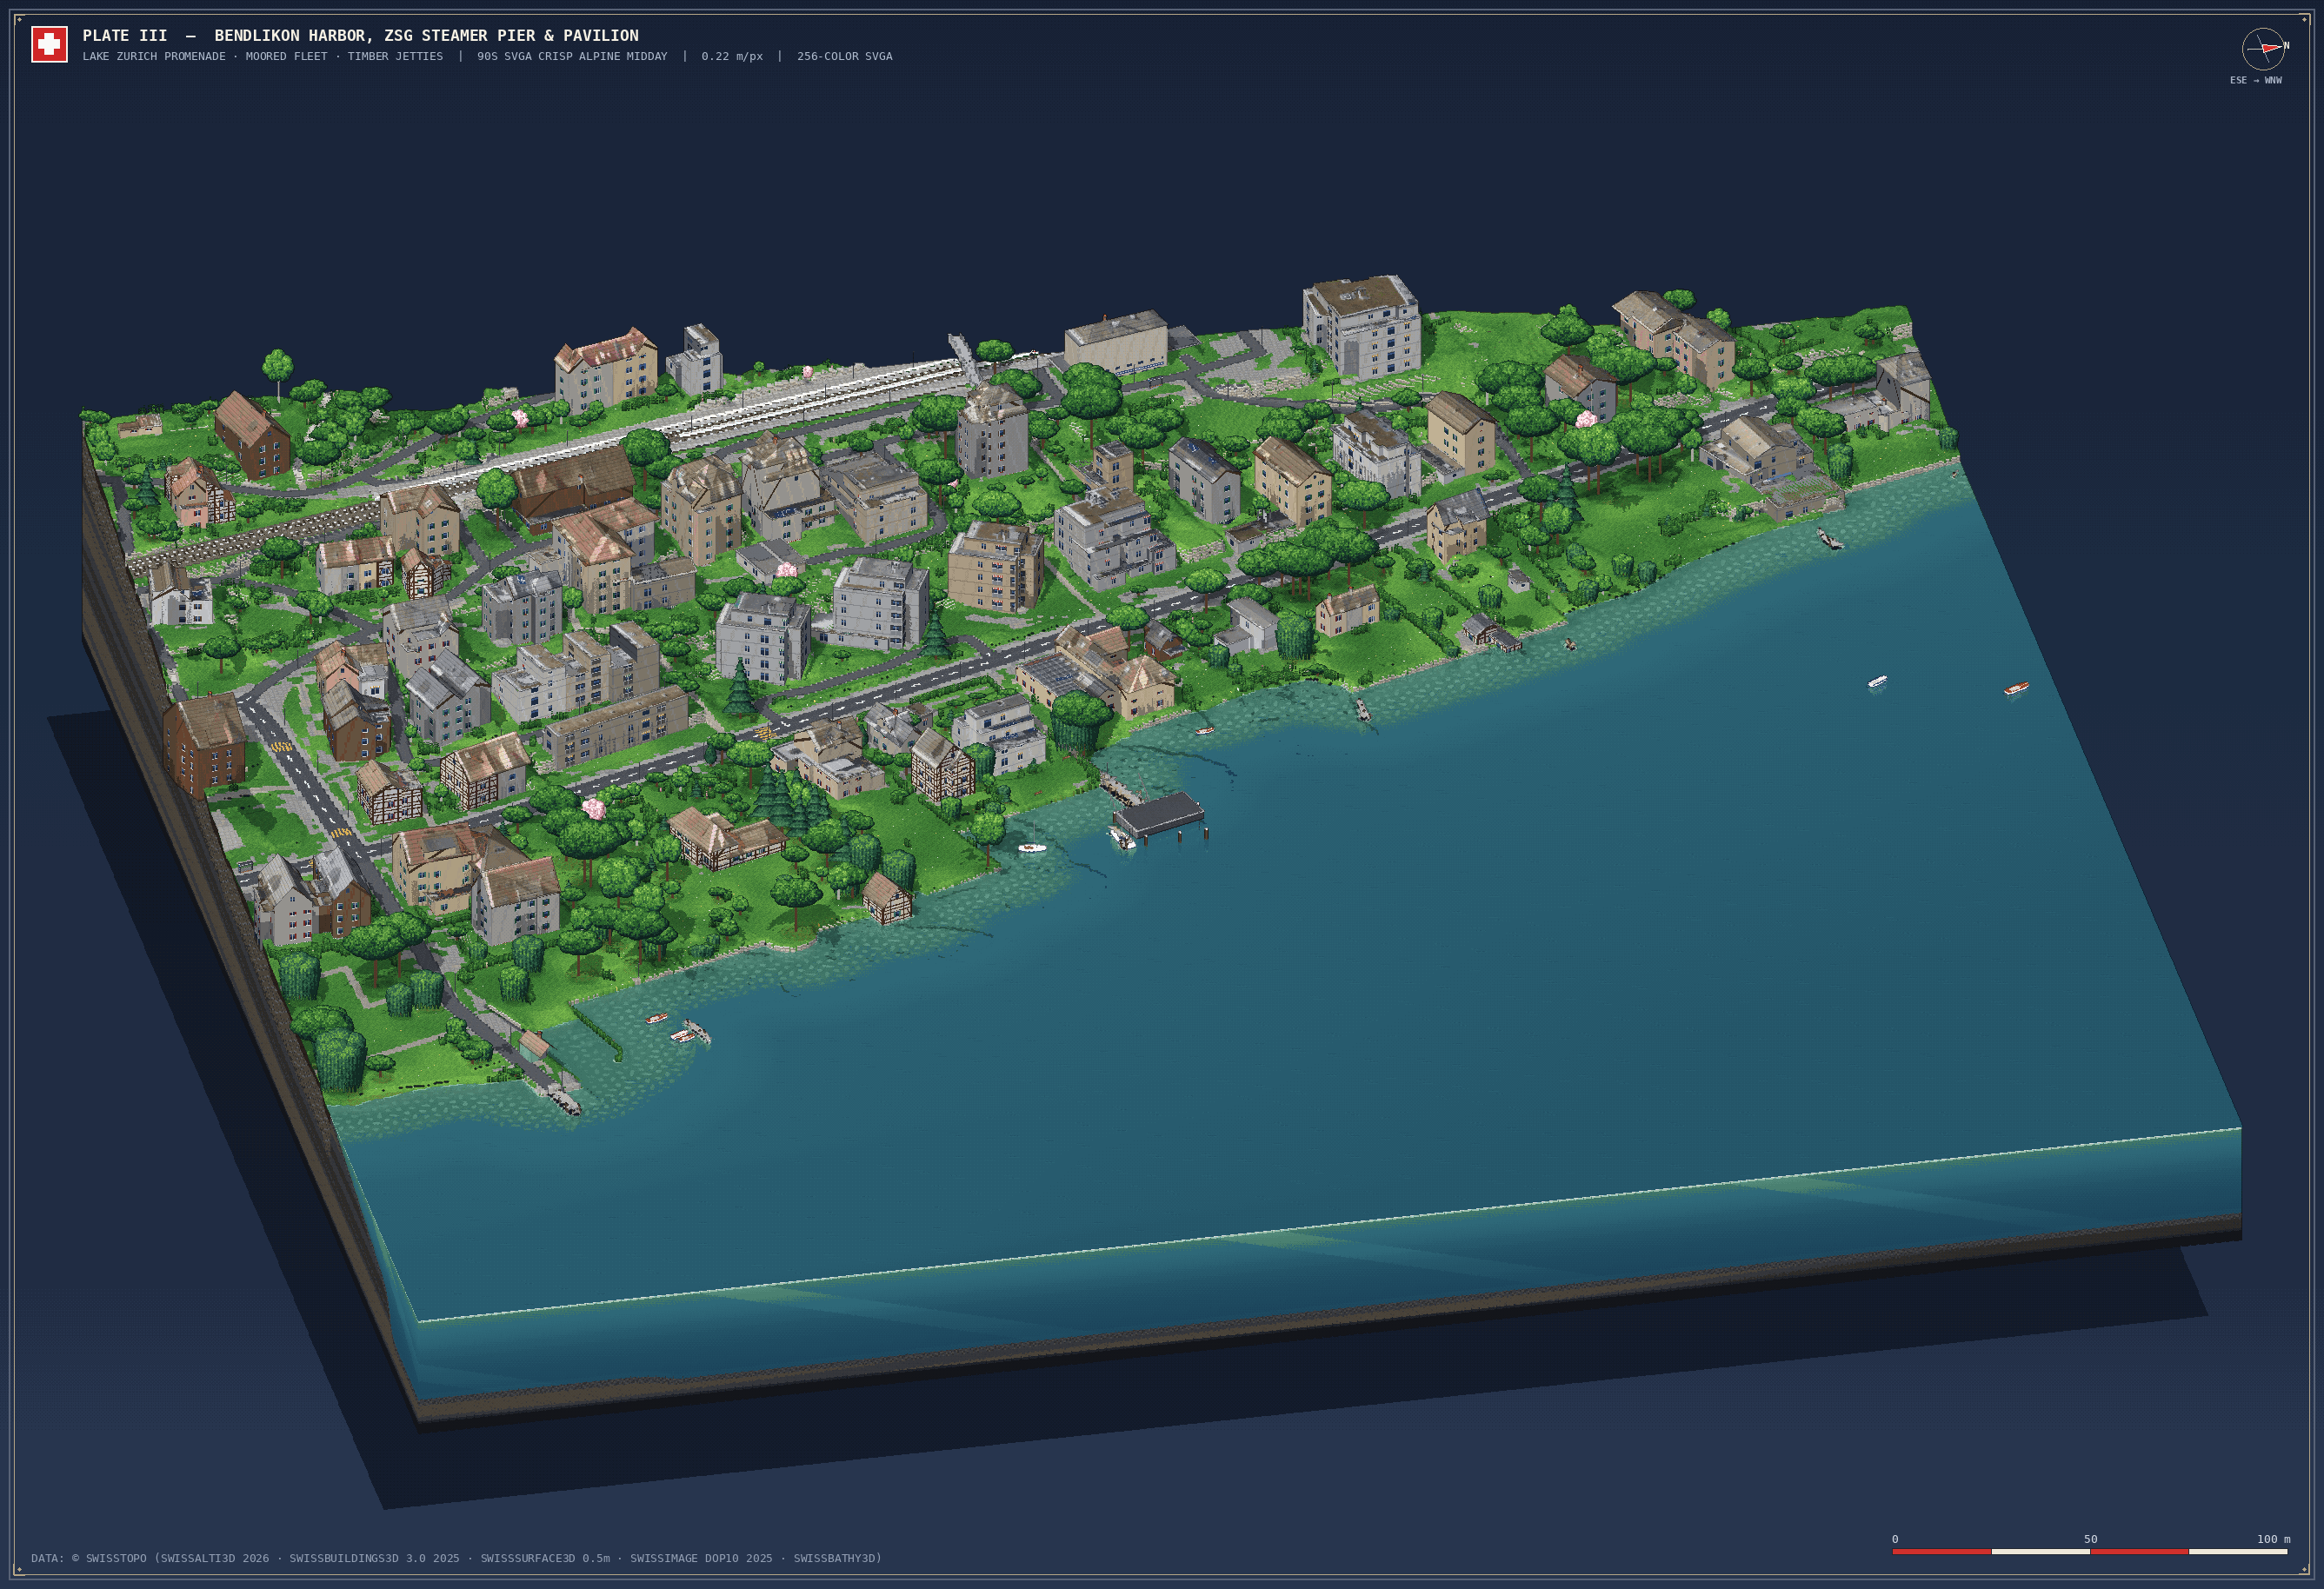 PLATE III — BENDLIKON HARBOR, ZSG STEAMER PIER & PAVILION
LAKE ZURICH PROMENADE · MOORED FLEET · TIMBER JETTIES | 90S SVGA CRISP ALPINE MIDDAY | 0.22 m/px | 256-COLOR SVGA
N
ESE → WNW
0 50 100 m
DATA: © SWISSTOPO (SWISSALTI3D 2026 · SWISSBUILDINGS3D 3.0 2025 · SWISSSURFACE3D 0.5m · SWISSIMAGE DOP10 2025 · SWISSBATHY3D)